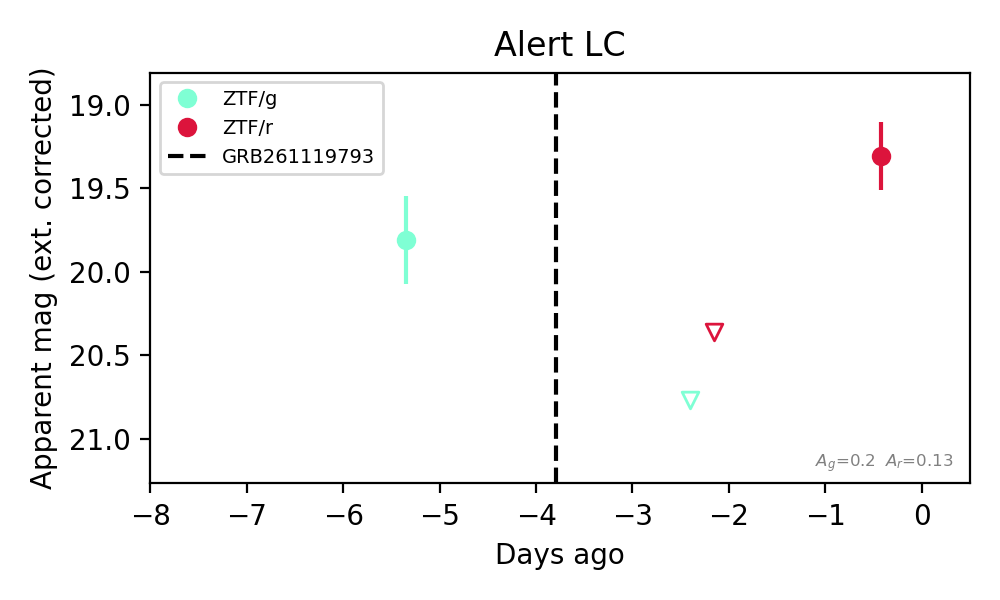 Alert LC
Apparent mag (ext. corrected)
19.0
19.5
20.0
20.5
21.0
ZTF/g
ZTF/r
GRB261119793
A_g=0.2 A_r=0.13
−8 −7 −6 −5 −4 −3 −2 −1 0
Days ago